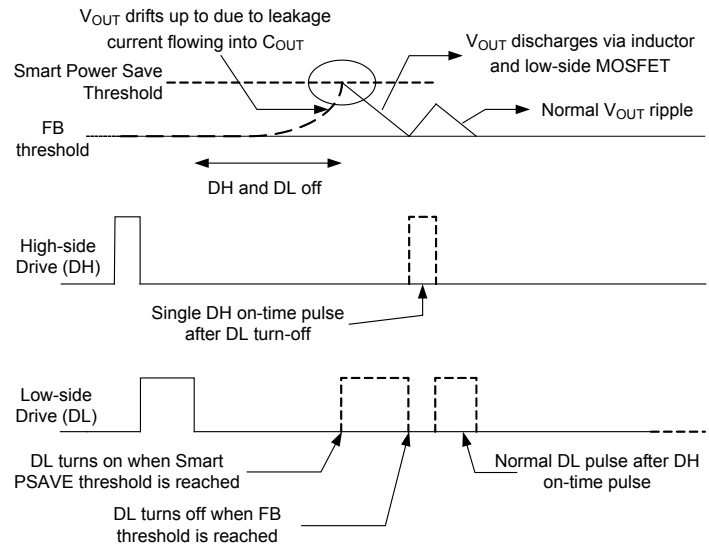 VOUT drifts up to due to leakage
current flowing into COUT
VOUT discharges via inductor
and low-side MOSFET
Smart Power Save
Threshold
Normal VOUT ripple
FB
threshold
DH and DL off
High-side
Drive (DH)
Single DH on-time pulse
after DL turn-off
Low-side
Drive (DL)
DL turns on when Smart
PSAVE threshold is reached
Normal DL pulse after DH
on-time pulse
DL turns off when FB
threshold is reached